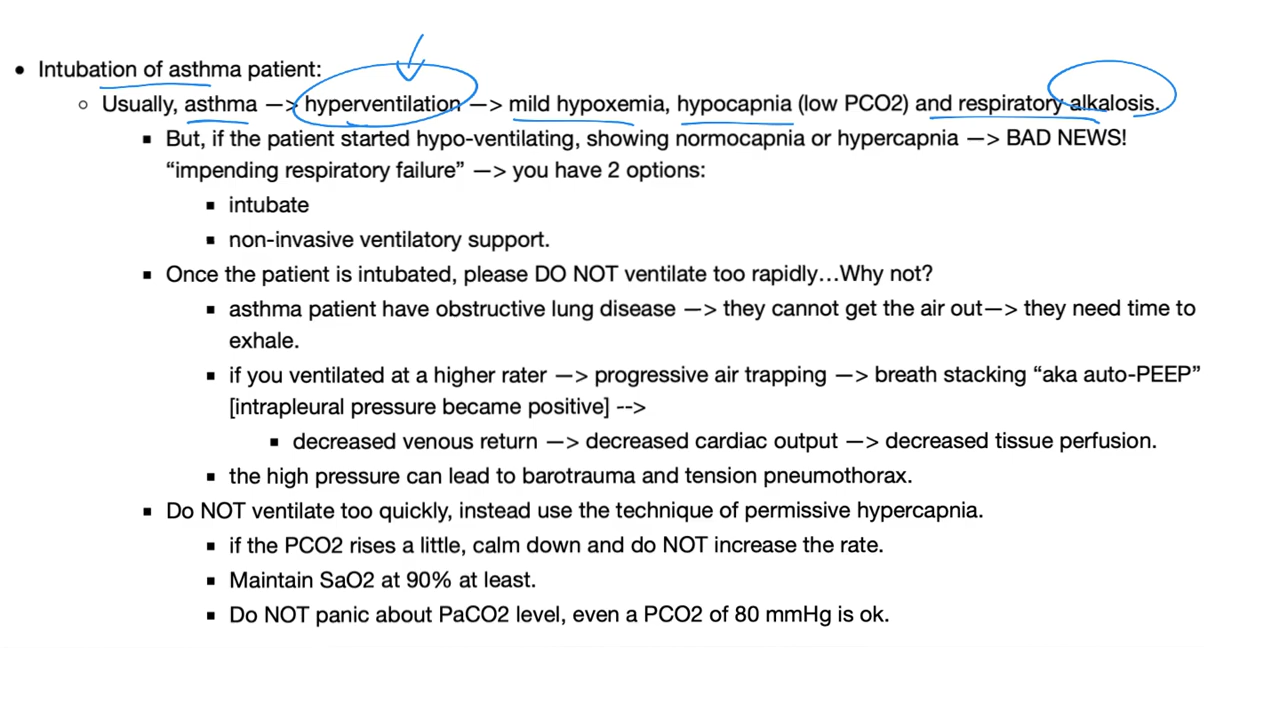 • Intubation of asthma patient:
○ Usually, asthma —> hyperventilation —> mild hypoxemia, hypocapnia (low PCO2) and respiratory alkalosis.
▪ But, if the patient started hypo-ventilating, showing normocapnia or hypercapnia —> BAD NEWS!
“impending respiratory failure” —> you have 2 options:
▪ intubate
▪ non-invasive ventilatory support.
▪ Once the patient is intubated, please DO NOT ventilate too rapidly…Why not?
▪ asthma patient have obstructive lung disease —> they cannot get the air out—> they need time to
exhale.
▪ if you ventilated at a higher rater —> progressive air trapping —> breath stacking “aka auto-PEEP”
[intrapleural pressure became positive] -->
▪ decreased venous return —> decreased cardiac output —> decreased tissue perfusion.
▪ the high pressure can lead to barotrauma and tension pneumothorax.
▪ Do NOT ventilate too quickly, instead use the technique of permissive hypercapnia.
▪ if the PCO2 rises a little, calm down and do NOT increase the rate.
▪ Maintain SaO2 at 90% at least.
▪ Do NOT panic about PaCO2 level, even a PCO2 of 80 mmHg is ok.